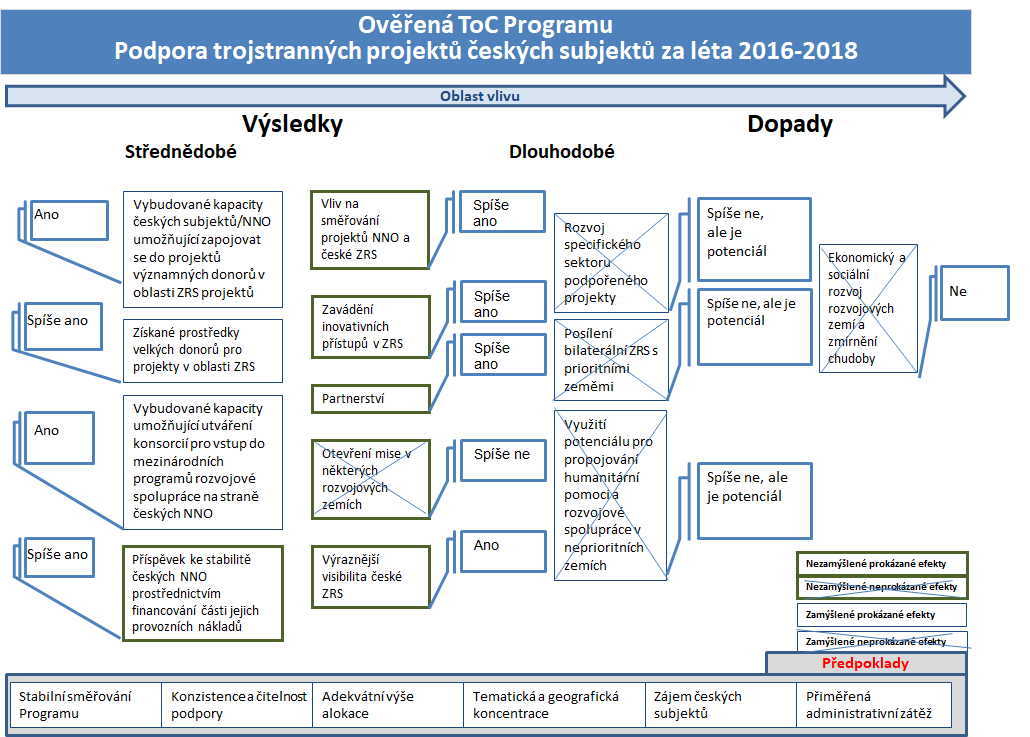 Ověřená ToC Programu
Podpora trojstranných projektů českých subjektů za léta 2016-2018
Oblast vlivu
Výsledky
Dopady
Střednědobé
Dlouhodobé
Ano
Vybudované kapacity
českých subjektů/NNO
umožňující zapojovat
se do projektů
významných donorů v
oblasti ZRS projektů
Spíše ano
Získané prostředky
velkých donorů pro
projekty v oblasti ZRS
Ano
Vybudované kapacity
umožňující utváření
konsorcií pro vstup do
mezinárodních
programů rozvojové
spolupráce na straně
českých NNO
Spíše ano
Příspěvek ke stabilitě
českých NNO
prostřednictvím
financování části jejich
provozních nákladů
Vliv na
směřování
projektů NNO a
české ZRS
Spíše
ano
Zavádění
inovativních
přístupů v ZRS
Spíše
ano
Partnerství
Spíše
ano
Otevření mise v
některých
rozvojových
zemích
Spíše ne
Výraznější
visibilita české
ZRS
Ano
Rozvoj
specifického
sektoru
podpořeného
projekty
Spíše ne,
ale je
potenciál
Posílení
bilaterální ZRS s
prioritními
zeměmi
Spíše ne, ale je
potenciál
Využití
potenciálu pro
propojování
humanitární
pomoci a
rozvojové
spolupráce v
neprioritních
zemích
Spíše ne, ale
je potenciál
Ekonomický a
sociální
rozvoj
rozvojových
zemí a
zmírnění
chudoby
Ne
Nezamýšlené prokázané efekty
Nezamýšlené neprokázané efekty
Zamýšlené prokázané efekty
Zamýšlené neprokázané efekty
Předpoklady
Stabilní směřování
Programu
Konzistence a čitelnost
podpory
Adekvátní výše
alokace
Tematická a geografická
koncentrace
Zájem českých
subjektů
Přiměřená
administrativní zátěž